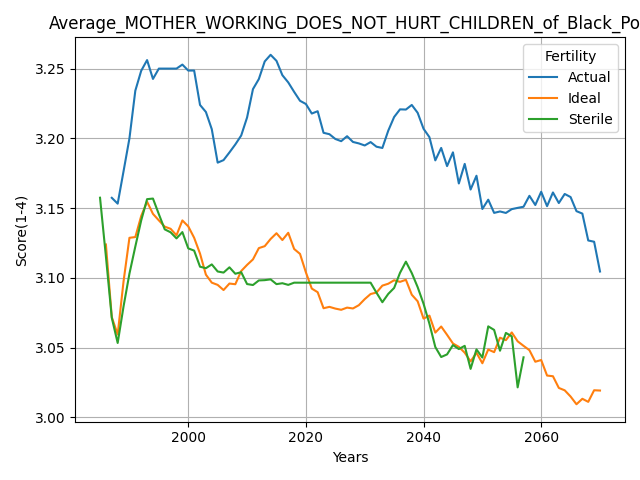 Average_MOTHER_WORKING_DOES_NOT_HURT_CHILDREN_of_Black_Po
Fertility
Actual
Ideal
Sterile
Score(1-4)
3.25
3.20
3.15
3.10
3.05
3.00
2000 2020 2040 2060
Years